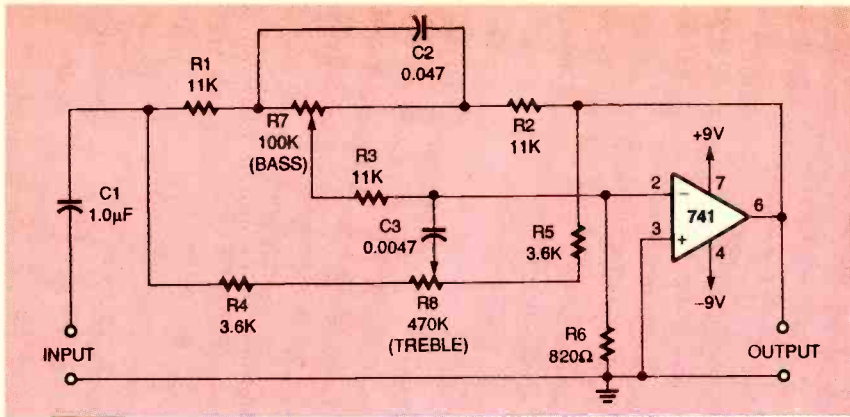 C2
0.047
R1
11K
R7
100K
(BASS)
R2
11K
R3
11K
C1
1.0µF
C3
0.0047
R5
3.6K
R4
3.6K
R8
470K
(TREBLE)
+9V
2
7
–
741
6
3
+
4
–9V
R6
820Ω
INPUT
OUTPUT